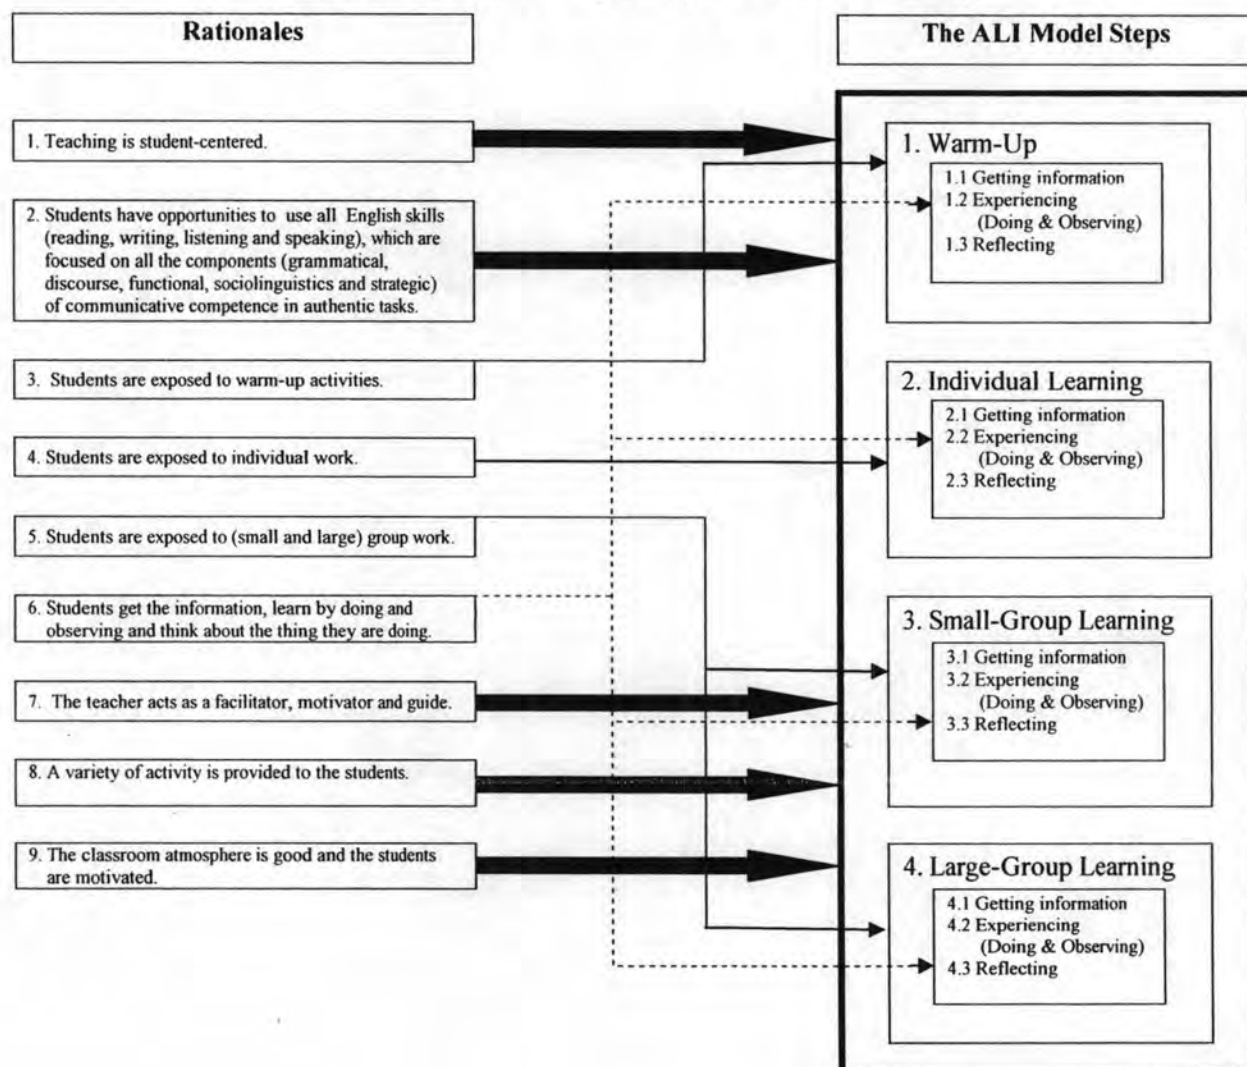 Rationales
1. Teaching is student-centered.
2. Students have opportunities to use all English skills
(reading, writing, listening and speaking), which are
focused on all the components (grammatical,
discourse, functional, sociolinguistics and strategic)
of communicative competence in authentic tasks.
3. Students are exposed to warm-up activities.
4. Students are exposed to individual work.
5. Students are exposed to (small and large) group work.
6. Students get the information, learn by doing and
observing and think about the thing they are doing.
7. The teacher acts as a facilitator, motivator and guide.
8. A variety of activity is provided to the students.
9. The classroom atmosphere is good and the students
are motivated.
The ALI Model Steps
1. Warm-Up
1.1 Getting information
1.2 Experiencing
(Doing & Observing)
1.3 Reflecting
2. Individual Learning
2.1 Getting information
2.2 Experiencing
(Doing & Observing)
2.3 Reflecting
3. Small-Group Learning
3.1 Getting information
3.2 Experiencing
(Doing & Observing)
3.3 Reflecting
4. Large-Group Learning
4.1 Getting information
4.2 Experiencing
(Doing & Observing)
4.3 Reflecting